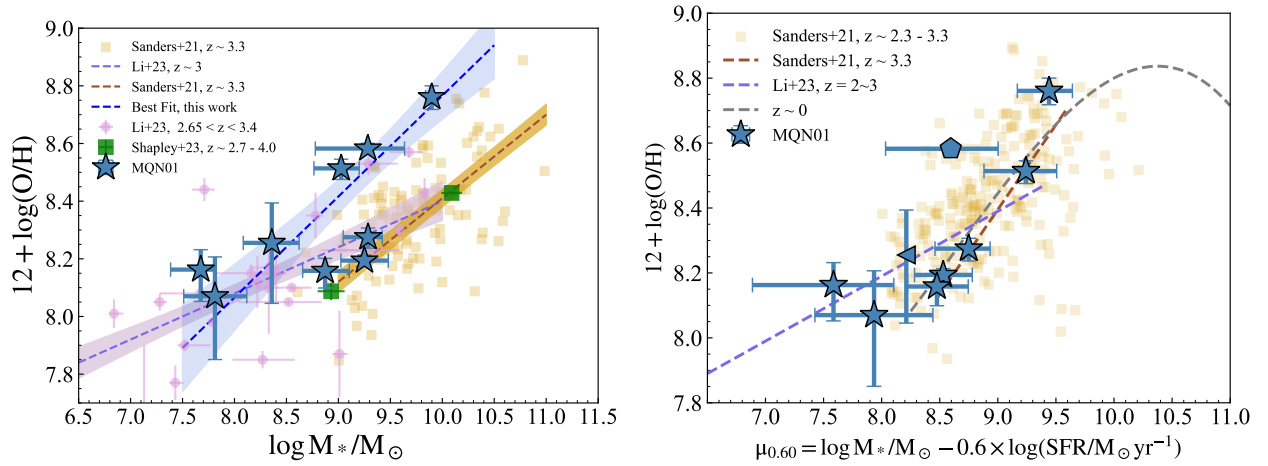 9.0
8.8
8.6
8.4
8.2
8.0
7.8
12 + log(O/H)
Sanders+21, z ~ 3.3
Li+23, z ~ 3
Sanders+21, z ~ 3.3
Best Fit, this work
Li+23, 2.65 < z < 3.4
Shapley+23, z ~ 2.7 - 4.0
MQN01
6.5 7.0 7.5 8.0 8.5 9.0 9.5 10.0 10.5 11.0 11.5
log M*/M⊙
9.0
8.8
8.6
8.4
8.2
8.0
7.8
12 + log(O/H)
Sanders+21, z ~ 2.3 - 3.3
Sanders+21, z ~ 3.3
Li+23, z = 2~3
z ~ 0
MQN01
7.0 7.5 8.0 8.5 9.0 9.5 10.0 10.5 11.0
μ0.60 = log M*/M⊙ − 0.6 × log(SFR/M⊙ yr−1)